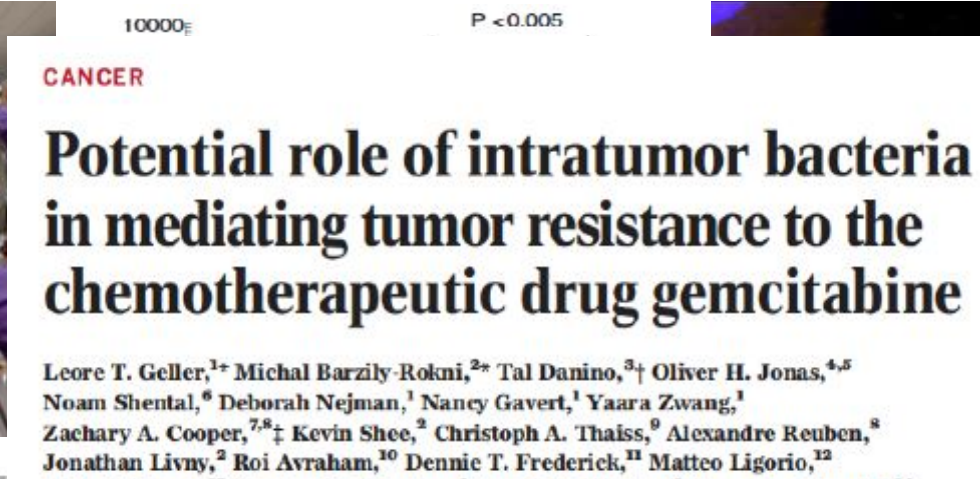 10000
P <0.005
CANCER
Potential role of intratumor bacteria
in mediating tumor resistance to the
chemotherapeutic drug gemcitabine
Leore T. Geller,¹* Michal Barzily-Rokni,²* Tal Danino,³† Oliver H. Jonas,⁴,⁵
Noam Shental,⁶ Deborah Nejman,¹ Nancy Gavert,¹ Yaara Zwang,¹
Zachary A. Cooper,⁷,⁸‡ Kevin Shee,² Christoph A. Thaiss,⁹ Alexandre Reuben,⁸
Jonathan Livny,² Roi Avraham,¹⁰ Dennie T. Frederick,¹¹ Matteo Ligorio,¹²